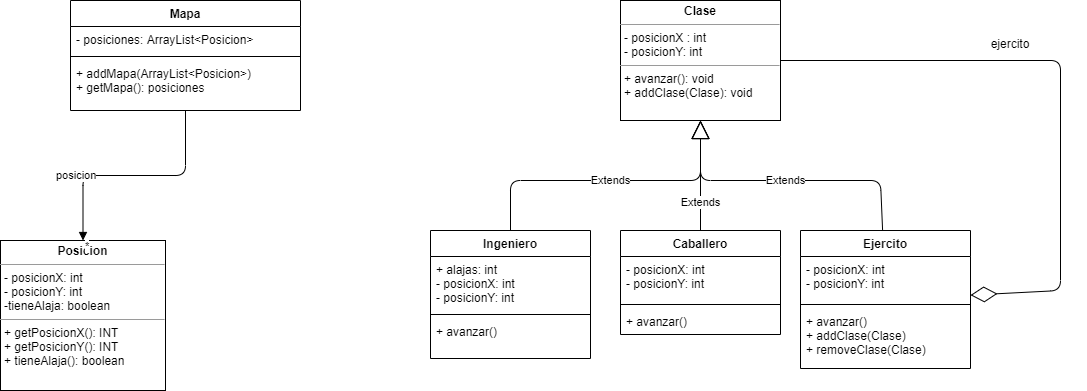 Mapa
- posiciones: ArrayList<Posicion>
+ addMapa(ArrayList<Posicion>)
+ getMapa(): posiciones
posicion
*
Posicion
- posicionX: int
- posicionY: int
-tieneAlaja: boolean
+ getPosicionX(): INT
+ getPosicionY(): INT
+ tieneAlaja(): boolean
Clase
- posicionX : int
- posicionY: int
+ avanzar(): void
+ addClase(Clase): void
ejercito
Extends
Extends
Extends
Ingeniero
+ alajas: int
- posicionX: int
- posicionY: int
+ avanzar()
Caballero
- posicionX: int
- posicionY: int
+ avanzar()
Ejercito
- posicionX: int
- posicionY: int
+ avanzar()
+ addClase(Clase)
+ removeClase(Clase)